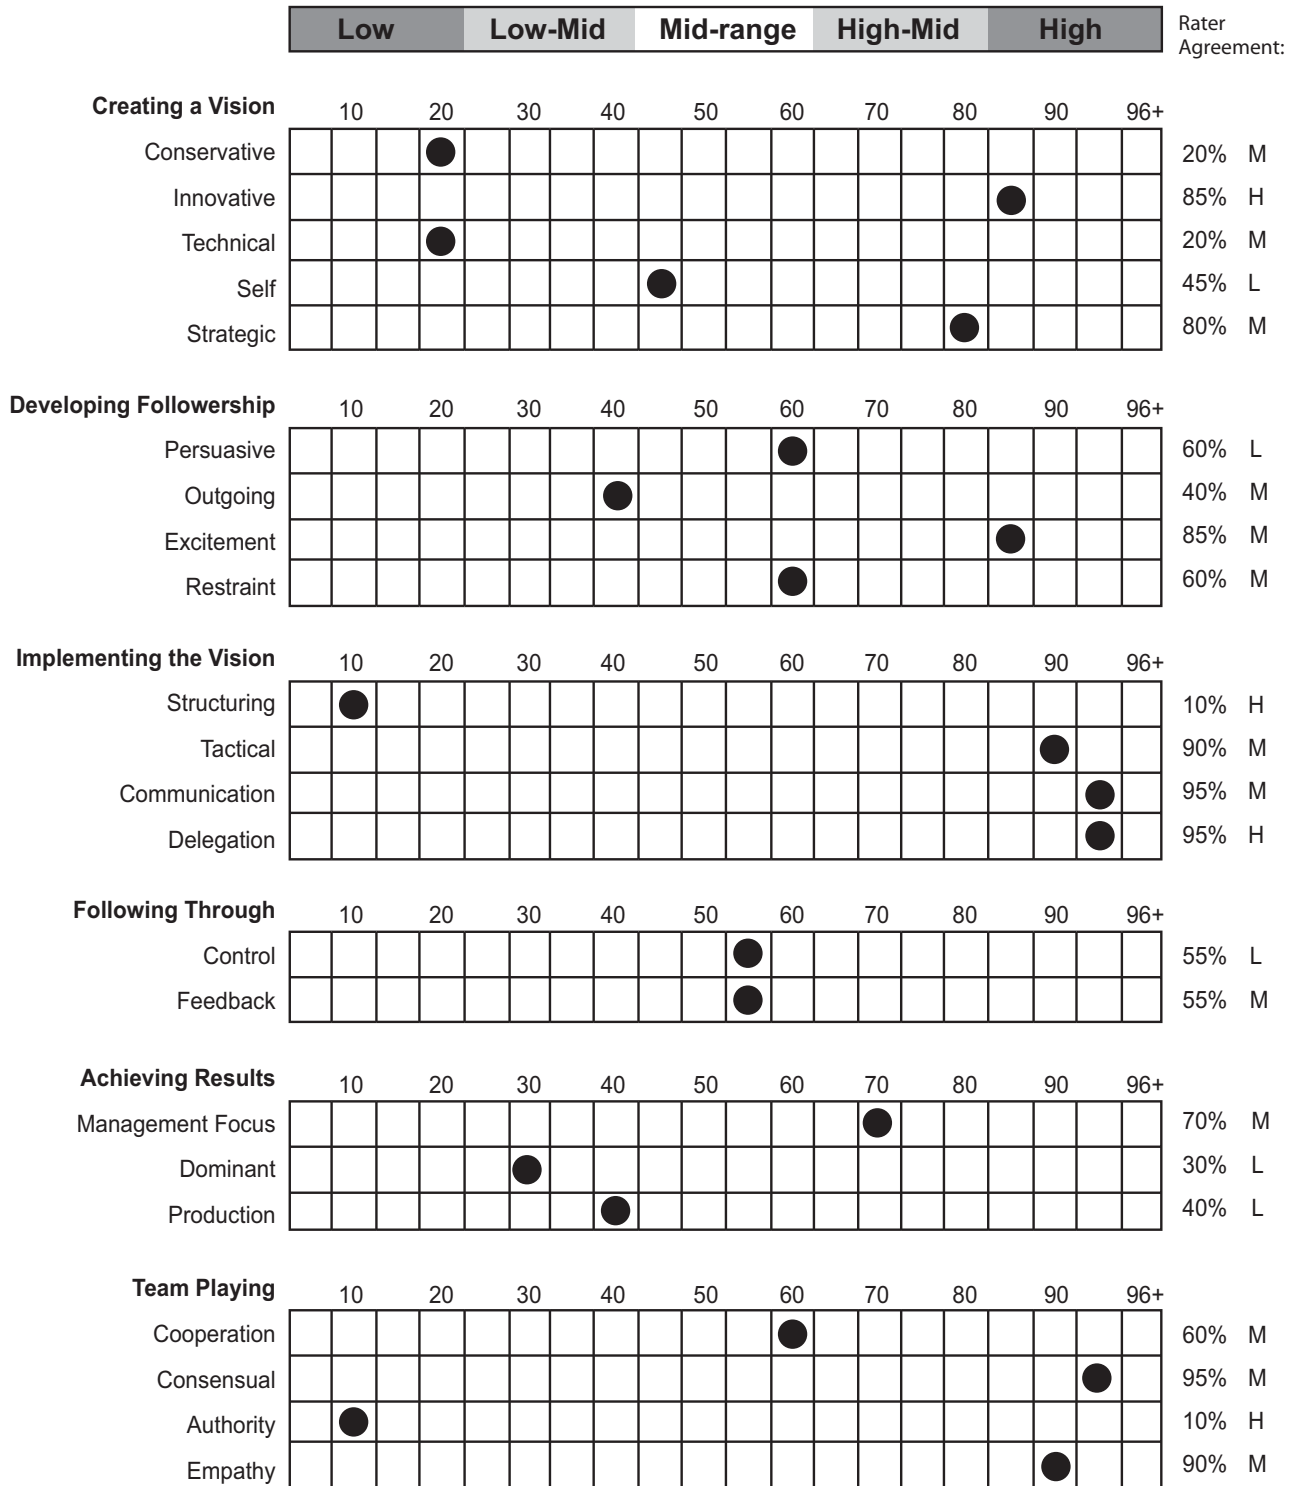 Low Low-Mid Mid-range High-Mid High Rater
Agreement:
Creating a Vision 10 20 30 40 50 60 70 80 90 96+
Conservative 20% M
Innovative 85% H
Technical 20% M
Self 45% L
Strategic 80% M
Developing Followership 10 20 30 40 50 60 70 80 90 96+
Persuasive 60% L
Outgoing 40% M
Excitement 85% M
Restraint 60% M
Implementing the Vision 10 20 30 40 50 60 70 80 90 96+
Structuring 10% H
Tactical 90% M
Communication 95% M
Delegation 95% H
Following Through 10 20 30 40 50 60 70 80 90 96+
Control 55% L
Feedback 55% M
Achieving Results 10 20 30 40 50 60 70 80 90 96+
Management Focus 70% M
Dominant 30% L
Production 40% L
Team Playing 10 20 30 40 50 60 70 80 90 96+
Cooperation 60% M
Consensual 95% M
Authority 10% H
Empathy 90% M